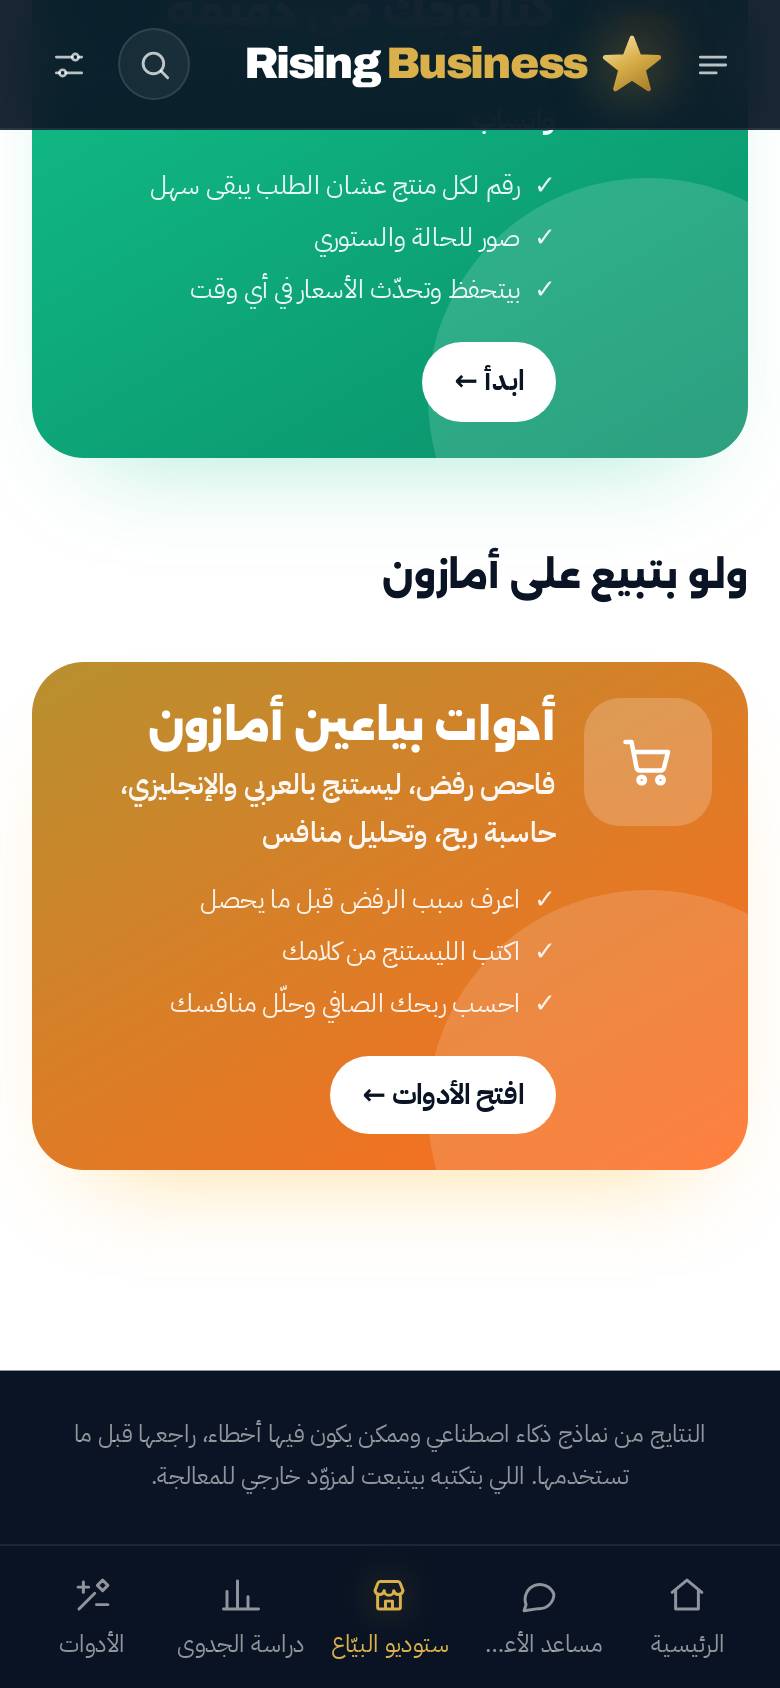 Rising Business
واتساب
✓ رقم لكل منتج عشان الطلب يبقى سهل
✓ صور للحالة والستوري
✓ بيتحفظ وتحدّث الأسعار في أي وقت
ابدأ ←
ولو بتبيع على أمازون
أدوات بياعين أمازون
فاحص رفض، ليستنج بالعربي والإنجليزي،
حاسبة ربح، وتحليل منافس
✓ اعرف سبب الرفض قبل ما يحصل
✓ اكتب الليستنج من كلامك
✓ احسب ربحك الصافي وحلّل منافسك
افتح الأدوات ←
النتايج من نماذج ذكاء اصطناعي وممكن يكون فيها أخطاء، راجعها قبل ما
تستخدمها. اللي بتكتبه بيتبعت لمزوّد خارجي للمعالجة.
الرئيسية
مساعد الأع...
ستوديو البيّاع
دراسة الجدوى
الأدوات